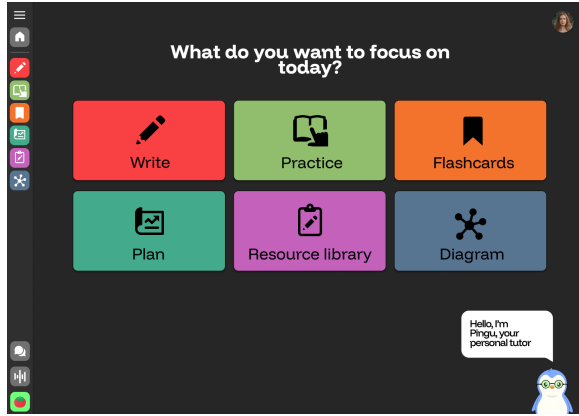 What do you want to focus on
today?
Write
Practice
Flashcards
Plan
Resource library
Diagram
Hello, I'm
Pingu, your
personal tutor